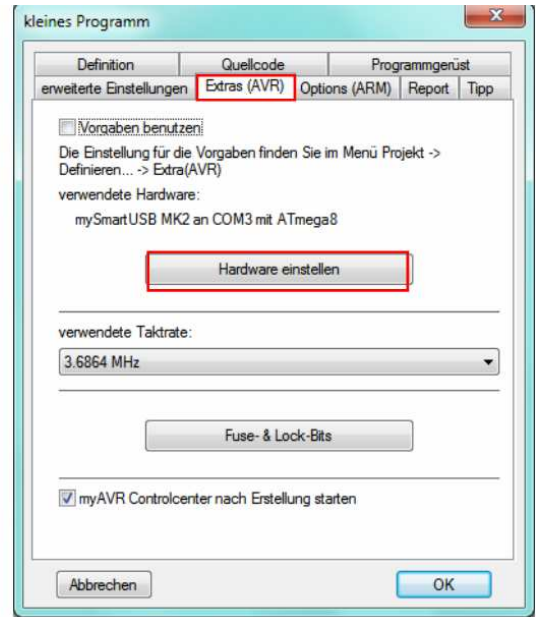 kleines Programm
Definition Quellcode Programmgerüst
erweiterte Einstellungen Extras (AVR) Options (ARM) Report Tipp
Vorgaben benutzen
Die Einstellung für die Vorgaben finden Sie im Menü Projekt ->
Definieren... -> Extra(AVR)
verwendete Hardware:
mySmartUSB MK2 an COM3 mit ATmega8
Hardware einstellen
verwendete Taktrate:
3.6864 MHz
Fuse- & Lock-Bits
myAVR Controlcenter nach Erstellung starten
Abbrechen OK